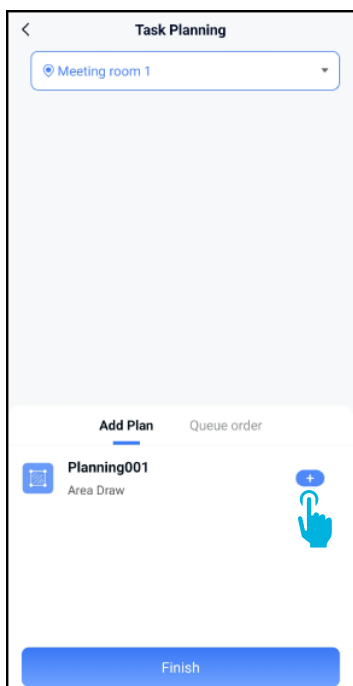 Task Planning
Meeting room 1
Add Plan Queue order
Planning001
Area Draw
Finish